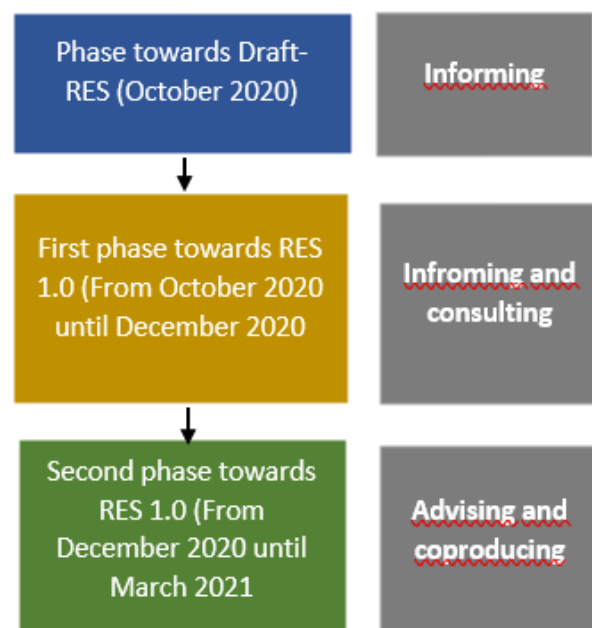 Phase towards Draft-
RES (October 2020)
Informing
First phase towards RES
1.0 (From October 2020
until December 2020
Infroming and
consulting
Second phase towards
RES 1.0 (From
December 2020 until
March 2021
Advising and
coproducing